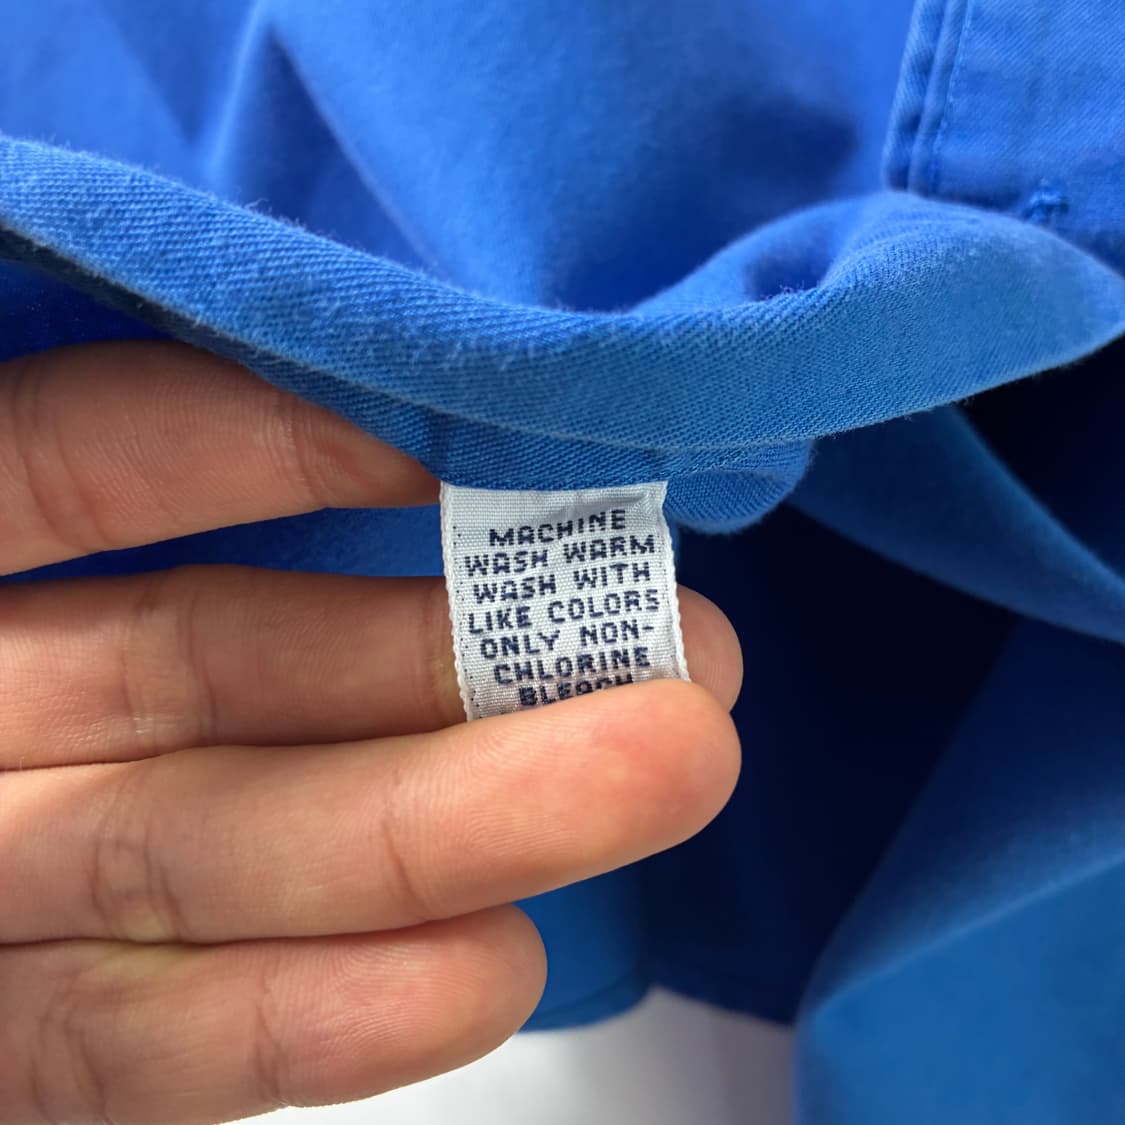 MACHINE
WASH WARM
WASH WITH
LIKE COLORS
ONLY NON-
CHLORINE
BLEACH